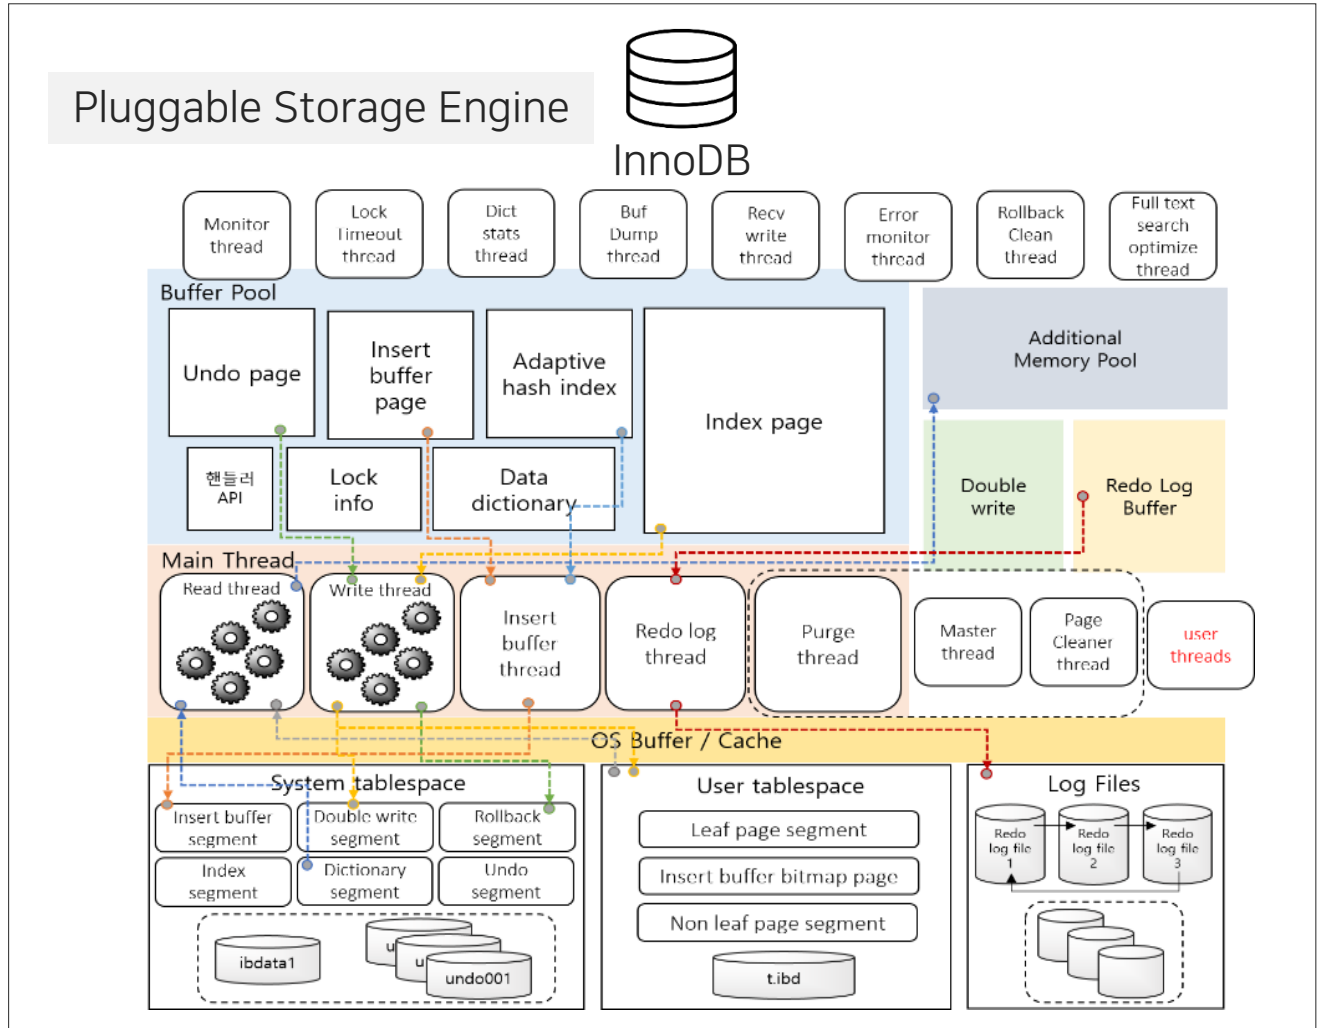 Pluggable Storage Engine
InnoDB
Monitor
thread
Lock
Timeout
thread
Dict
stats
thread
Buf
Dump
thread
Recv
write
thread
Error
monitor
thread
Rollback
Clean
thread
Full text
search
optimize
thread
Buffer Pool
Undo page
Insert
buffer
page
Adaptive
hash index
Index page
Additional
Memory Pool
핸들러
API
Lock
info
Data
dictionary
Double
write
Redo Log
Buffer
Main Thread
Read thread
Write thread
Insert
buffer
thread
Redo log
thread
Purge
thread
Master
thread
Page
Cleaner
thread
user
threads
OS Buffer / Cache
System tablespace
Insert buffer
segment
Double write
segment
Rollback
segment
Index
segment
Dictionary
segment
Undo
segment
ibdata1
u
u
undo001
User tablespace
Leaf page segment
Insert buffer bitmap page
Non leaf page segment
t.ibd
Log Files
Redo
log file
1
Redo
log file
2
Redo
log file
3